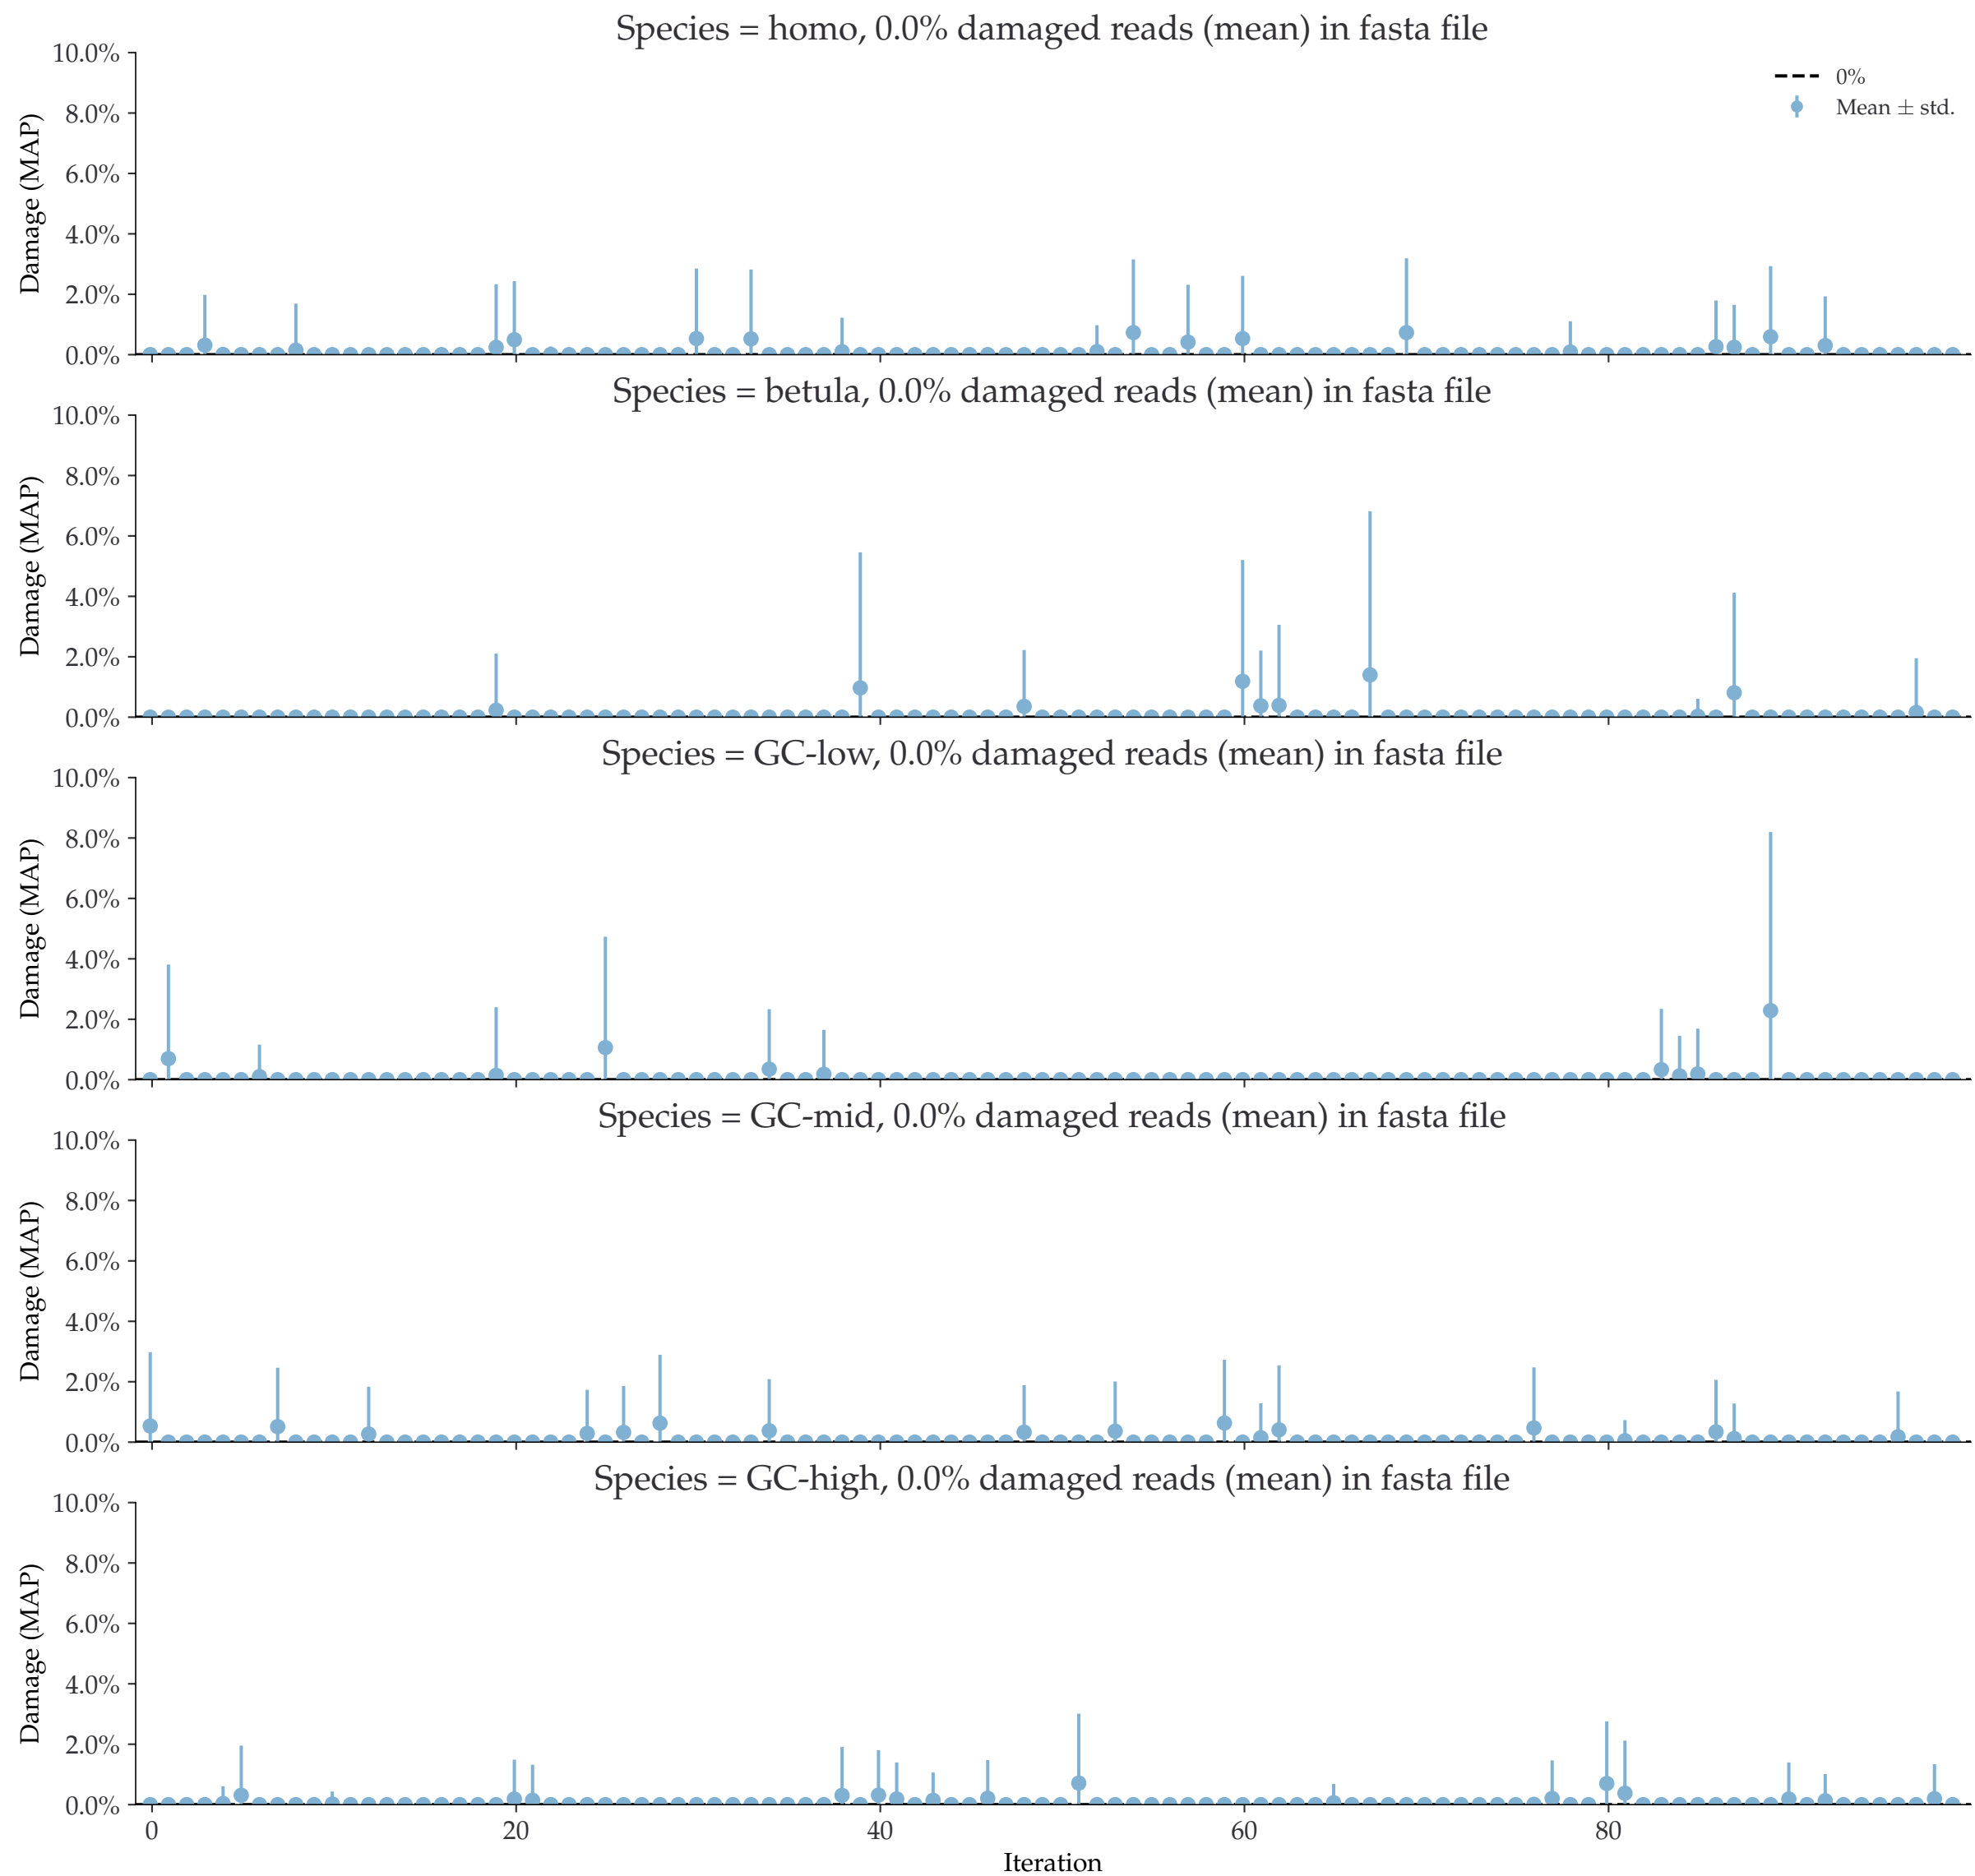 Species = homo, 0.0% damaged reads (mean) in fasta file
10.0%
8.0%
6.0%
4.0%
2.0%
0.0%
Damage (MAP)
0%
Mean ± std.
Species = betula, 0.0% damaged reads (mean) in fasta file
10.0%
8.0%
6.0%
4.0%
2.0%
0.0%
Damage (MAP)
Species = GC-low, 0.0% damaged reads (mean) in fasta file
10.0%
8.0%
6.0%
4.0%
2.0%
0.0%
Damage (MAP)
Species = GC-mid, 0.0% damaged reads (mean) in fasta file
10.0%
8.0%
6.0%
4.0%
2.0%
0.0%
Damage (MAP)
Species = GC-high, 0.0% damaged reads (mean) in fasta file
10.0%
8.0%
6.0%
4.0%
2.0%
0.0%
Damage (MAP)
0 20 40 60 80
Iteration